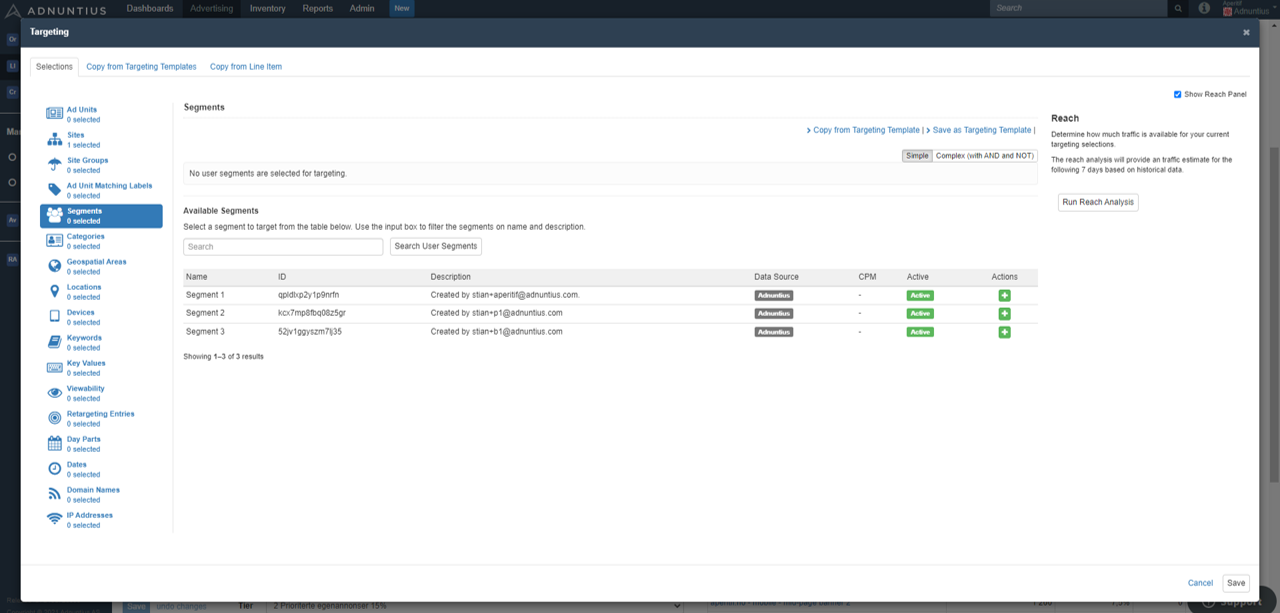 ADNUNTIUS Dashboards Advertising Inventory Reports Admin New Search Adnuntius
Targeting
Selections Copy from Targeting Templates Copy from Line Item
Show Reach Panel
Ad Units
0 selected
Sites
1 selected
Site Groups
0 selected
Ad Unit Matching Labels
0 selected
Segments
0 selected
Categories
0 selected
Geospatial Areas
0 selected
Locations
0 selected
Devices
0 selected
Keywords
0 selected
Key Values
0 selected
Viewability
0 selected
Retargeting Entries
0 selected
Day Parts
0 selected
Dates
0 selected
Domain Names
0 selected
IP Addresses
0 selected
Segments
Copy from Targeting Template | Save as Targeting Template |
Simple Complex (with AND and NOT)
No user segments are selected for targeting.
Available Segments
Select a segment to target from the table below. Use the input box to filter the segments on name and description.
Search Search User Segments
Name ID Description Data Source CPM Active Actions
Segment 1 Created by stian+aperitif@adnuntius.com. Adnuntius - Active
Segment 2 kcx7mp8fbq08z5gr Created by stian+p1@adnuntius.com Adnuntius - Active
Segment 3 Created by stian+b1@adnuntius.com Adnuntius - Active
Showing 1–3 of 3 results
Reach
Determine how much traffic is available for your current
targeting selections.
The reach analysis will provide an traffic estimate for the
following 7 days based on historical data.
Run Reach Analysis
Cancel Save
Save undo changes Tier 2 Prioriterte egenannonser 15%
Support